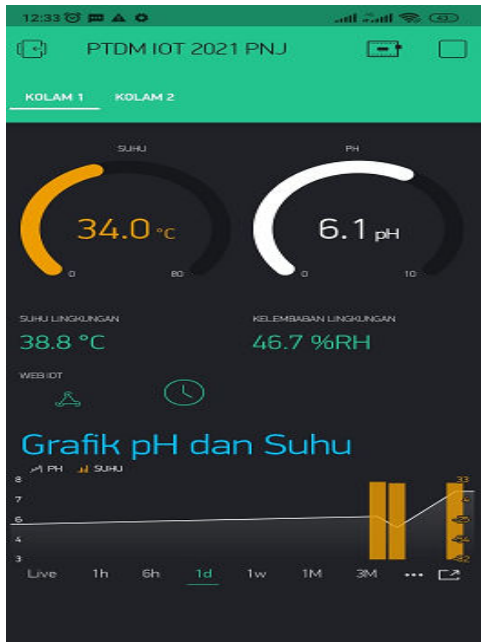 12:33
PTDM IOT 2021 PNJ
KOLAM 1 KOLAM 2
SUHU PH
34.0 °C 6.1 pH
0 80 0 10
SUHU LINGKUNGAN KELEMBABAN LINGKUNGAN
38.8 °C 46.7 %RH
WEB IOT
Grafik pH dan Suhu
PH SUHU
8 33
7
6
4
3
Live 1h 6h 1d 1w 1M 3M ...